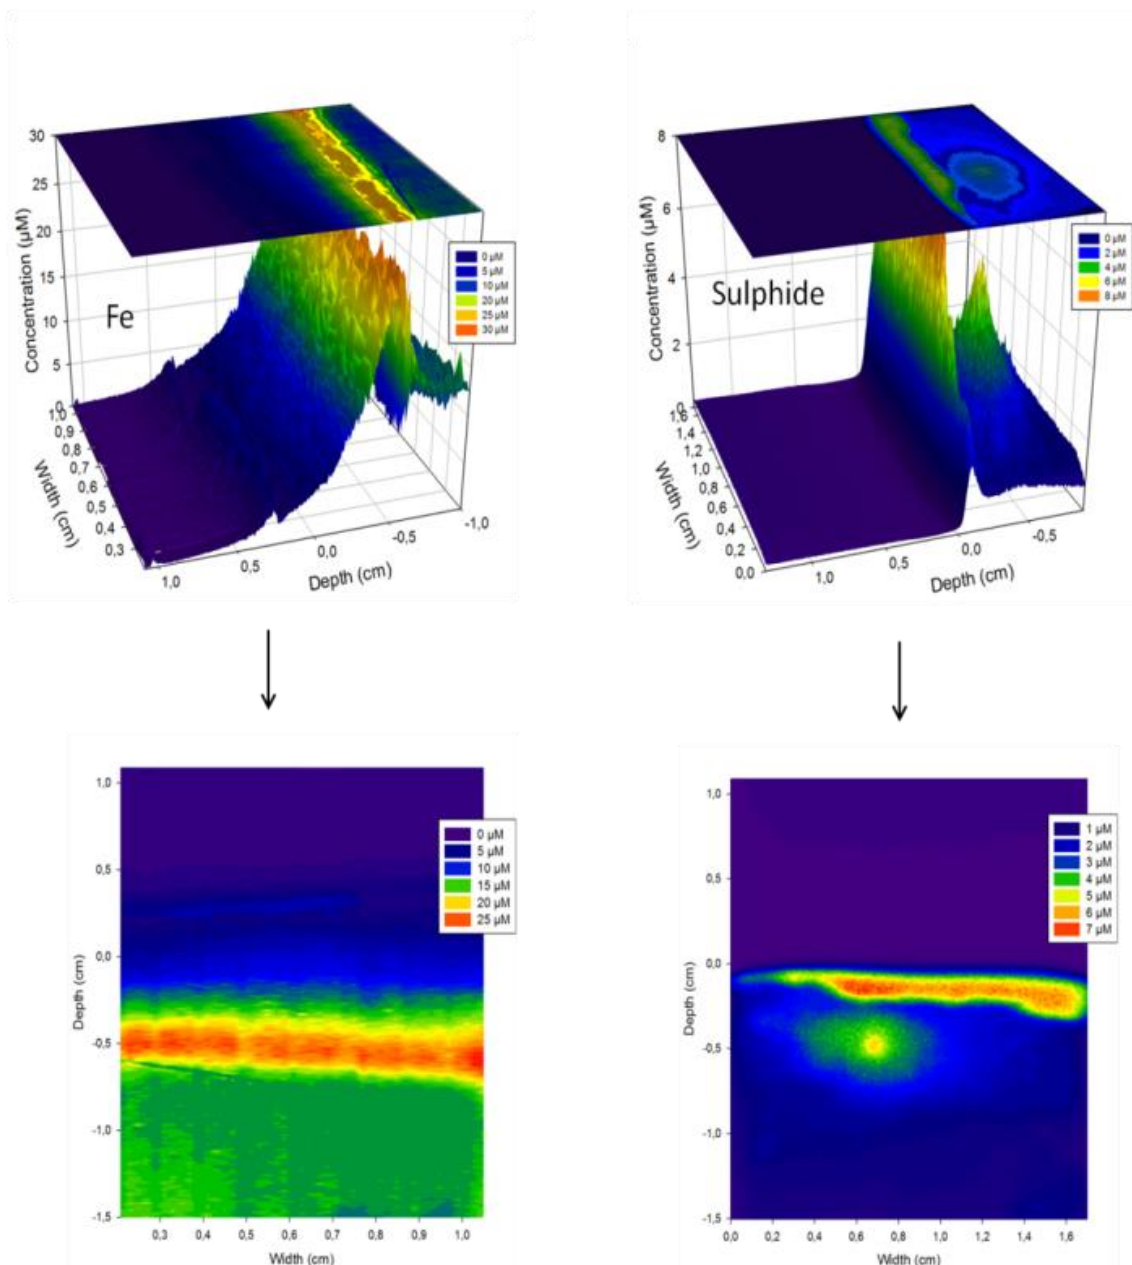 30
25
20
15
10
5
0
Concentration (µM)
Fe
0 µM
5 µM
10 µM
20 µM
25 µM
30 µM
1,0
0,9
0,8
0,7
0,6
0,5
0,4
0,3
Width (cm)
1,0
0,5
0,0
-0,5
-1,0
Depth (cm)
8
6
4
2
0
Concentration (µM)
Sulphide
0 µM
2 µM
4 µM
6 µM
8 µM
1,6
1,4
1,2
1,0
0,8
0,6
0,4
0,2
0,0
Width (cm)
1,0
0,5
0,0
-0,5
Depth (cm)
1,0
0,5
0,0
-0,5
-1,0
-1,5
Depth (cm)
0 µM
5 µM
10 µM
15 µM
20 µM
25 µM
0,3
0,4
0,5
0,6
0,7
0,8
0,9
1,0
Width (cm)
1,0
0,5
0,0
-0,5
-1,0
-1,5
Depth (cm)
1 µM
2 µM
3 µM
4 µM
5 µM
6 µM
7 µM
0,0
0,2
0,4
0,6
0,8
1,0
1,2
1,4
1,6
Width (cm)